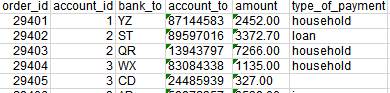 order_id account_id bank_to account_to amount type_of_payment
29401 1 YZ 87144583 2452.00 household
29402 2 ST 89597016 3372.70 loan
29403 2 QR 13943797 7266.00 household
29404 3 WX 83084338 1135.00 household
29405 3 CD 24485939 327.00